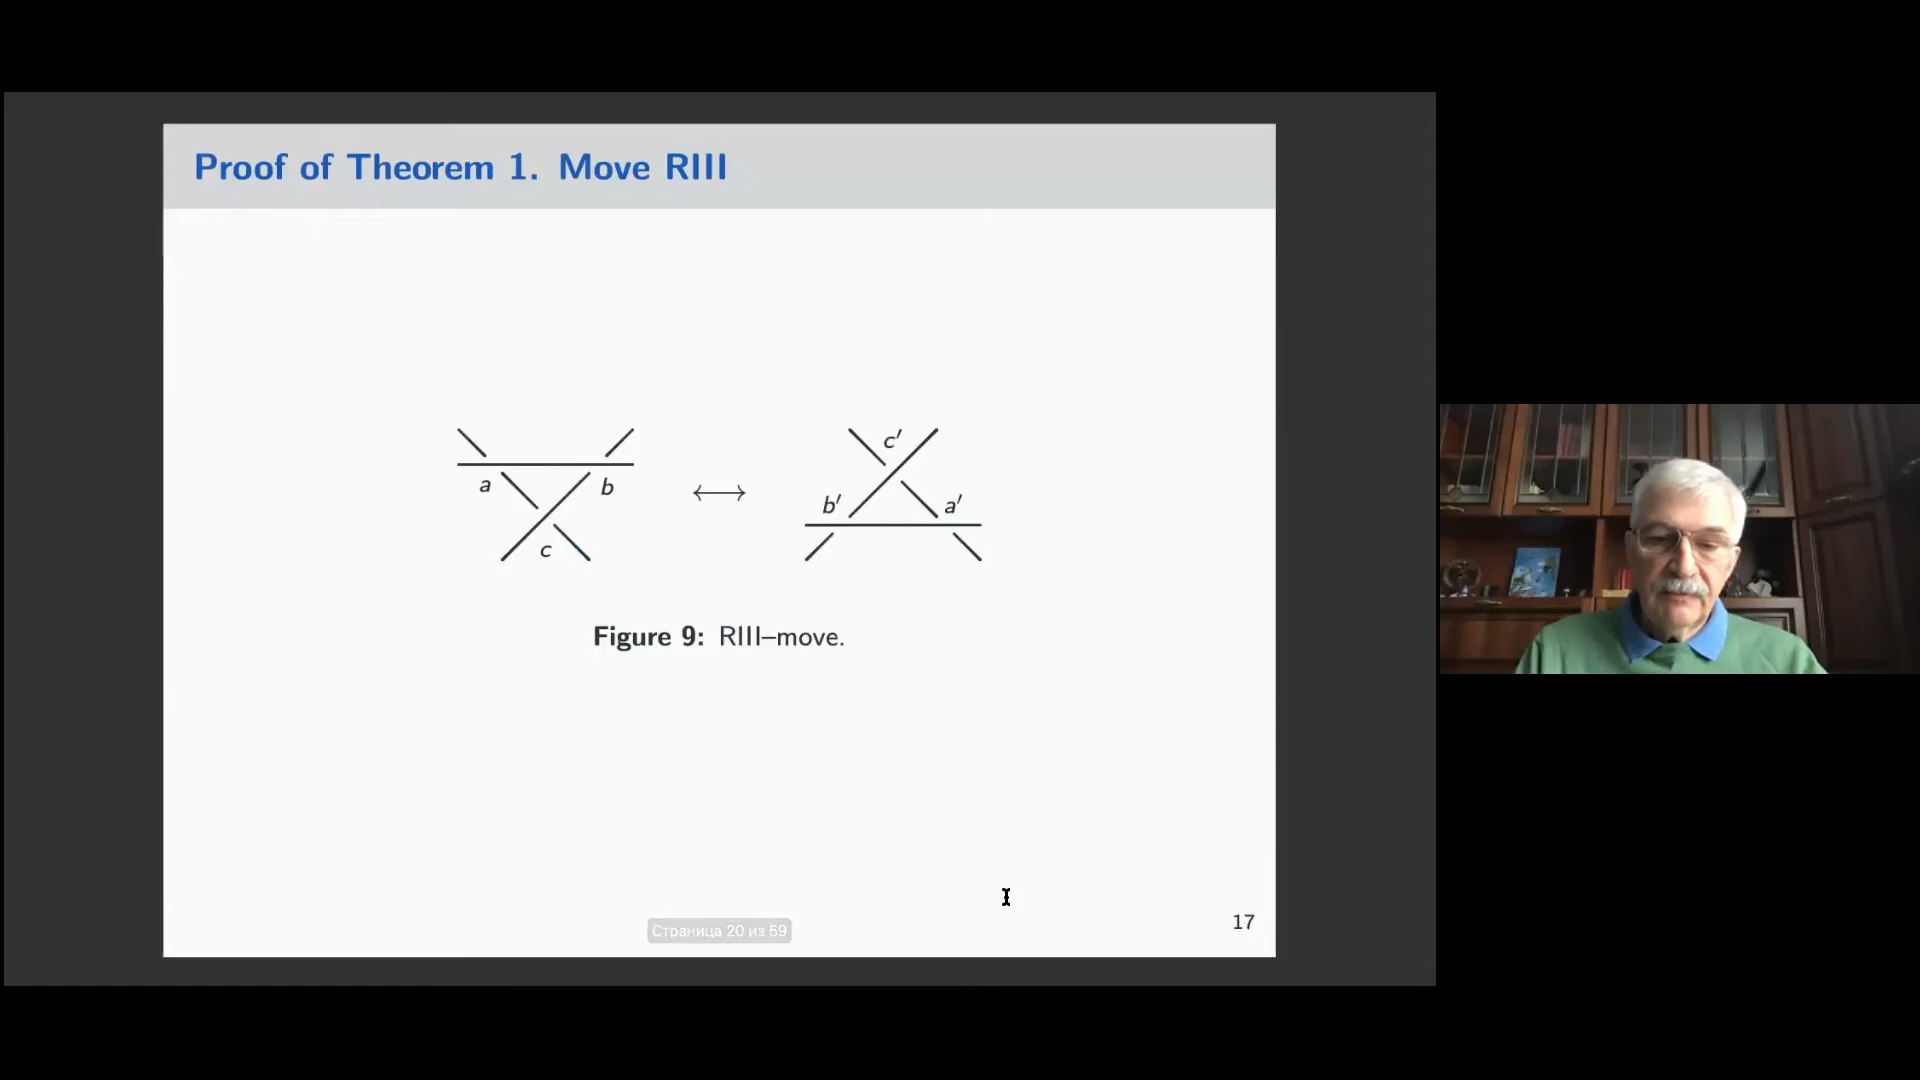 Proof of Theorem 1. Move RIII
a
b
c
c′
b′
a′
Figure 9: RIII–move.
Страница 20 из 59
17